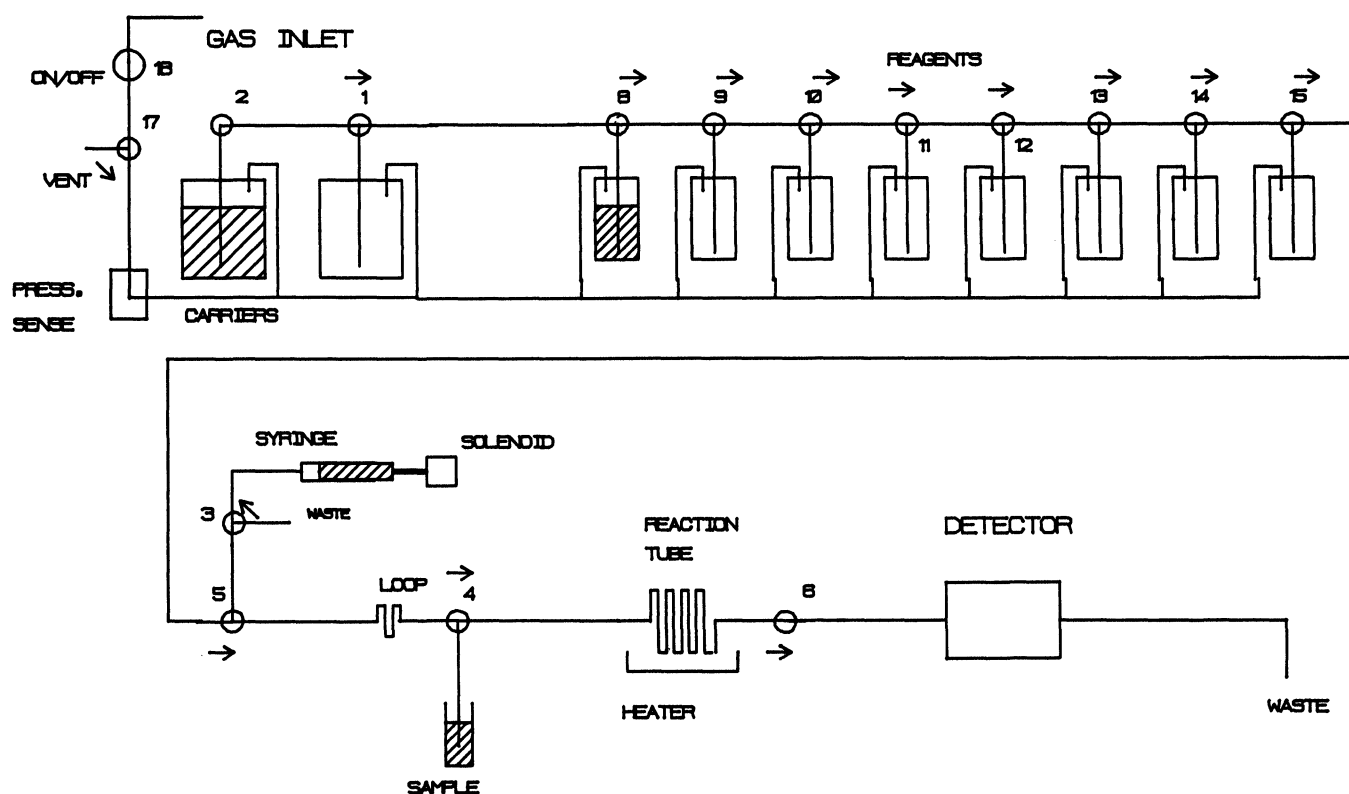 GAS INLET
ON/OFF
18
REAGENTS
2
1
8
9
10
11
12
13
14
15
17
VENT
PRESS.
SENSE
CARRIERS
SYRINGE
SOLENOID
3
WASTE
REACTION
TUBE
DETECTOR
5
LOOP
4
6
HEATER
WASTE
SAMPLE